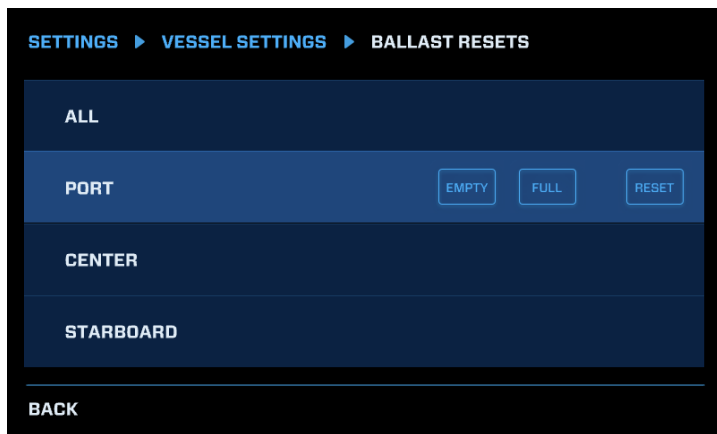 SETTINGS ▶ VESSEL SETTINGS ▶ BALLAST RESETS
ALL
PORT EMPTY FULL RESET
CENTER
STARBOARD
BACK